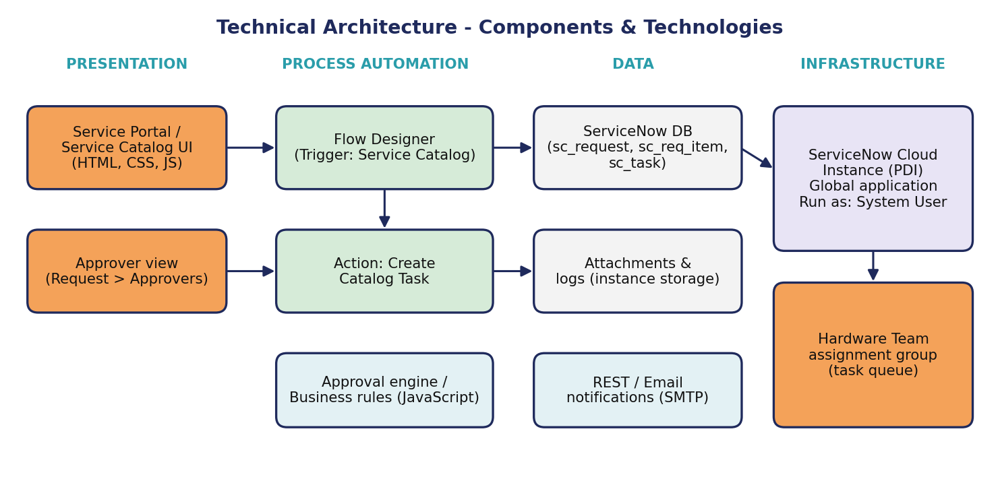 Technical Architecture - Components & Technologies
PRESENTATION
PROCESS AUTOMATION
DATA
INFRASTRUCTURE
Service Portal /
Service Catalog UI
(HTML, CSS, JS)
Flow Designer
(Trigger: Service Catalog)
ServiceNow DB
(sc_request, sc_req_item,
sc_task)
ServiceNow Cloud
Instance (PDI)
Global application
Run as: System User
Approver view
(Request > Approvers)
Action: Create
Catalog Task
Attachments &
logs (instance storage)
Hardware Team
assignment group
(task queue)
Approval engine /
Business rules (JavaScript)
REST / Email
notifications (SMTP)